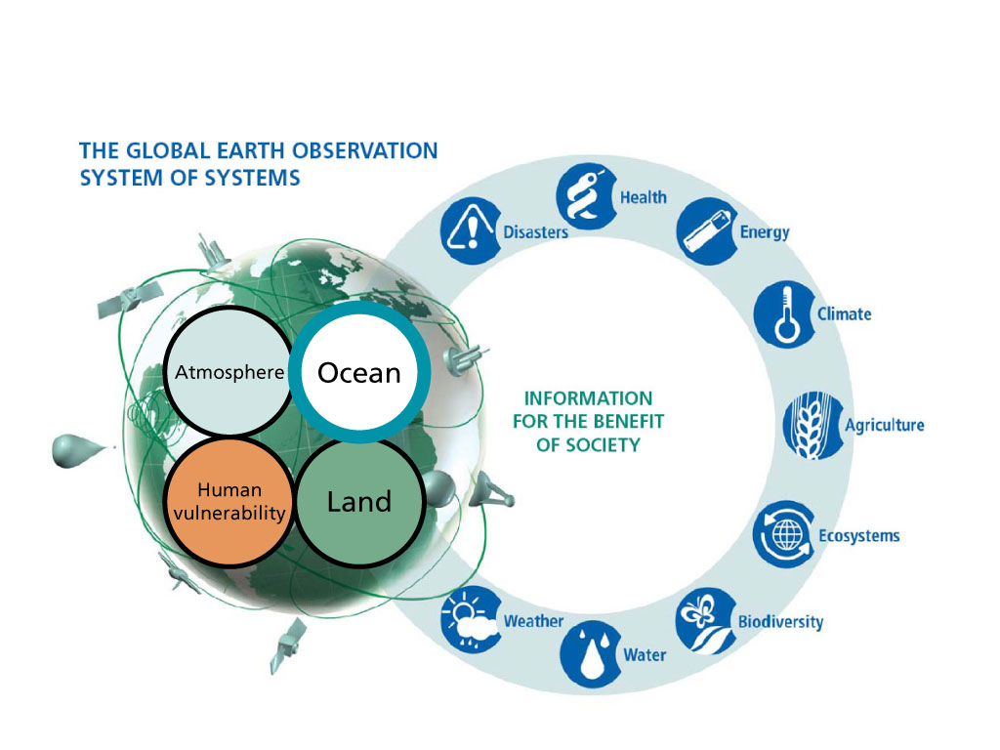 THE GLOBAL EARTH OBSERVATION
SYSTEM OF SYSTEMS
Health
Disasters
Energy
Climate
Atmosphere
Ocean
INFORMATION
FOR THE BENEFIT
OF SOCIETY
Agriculture
Human
vulnerability
Land
Ecosystems
Weather
Biodiversity
Water